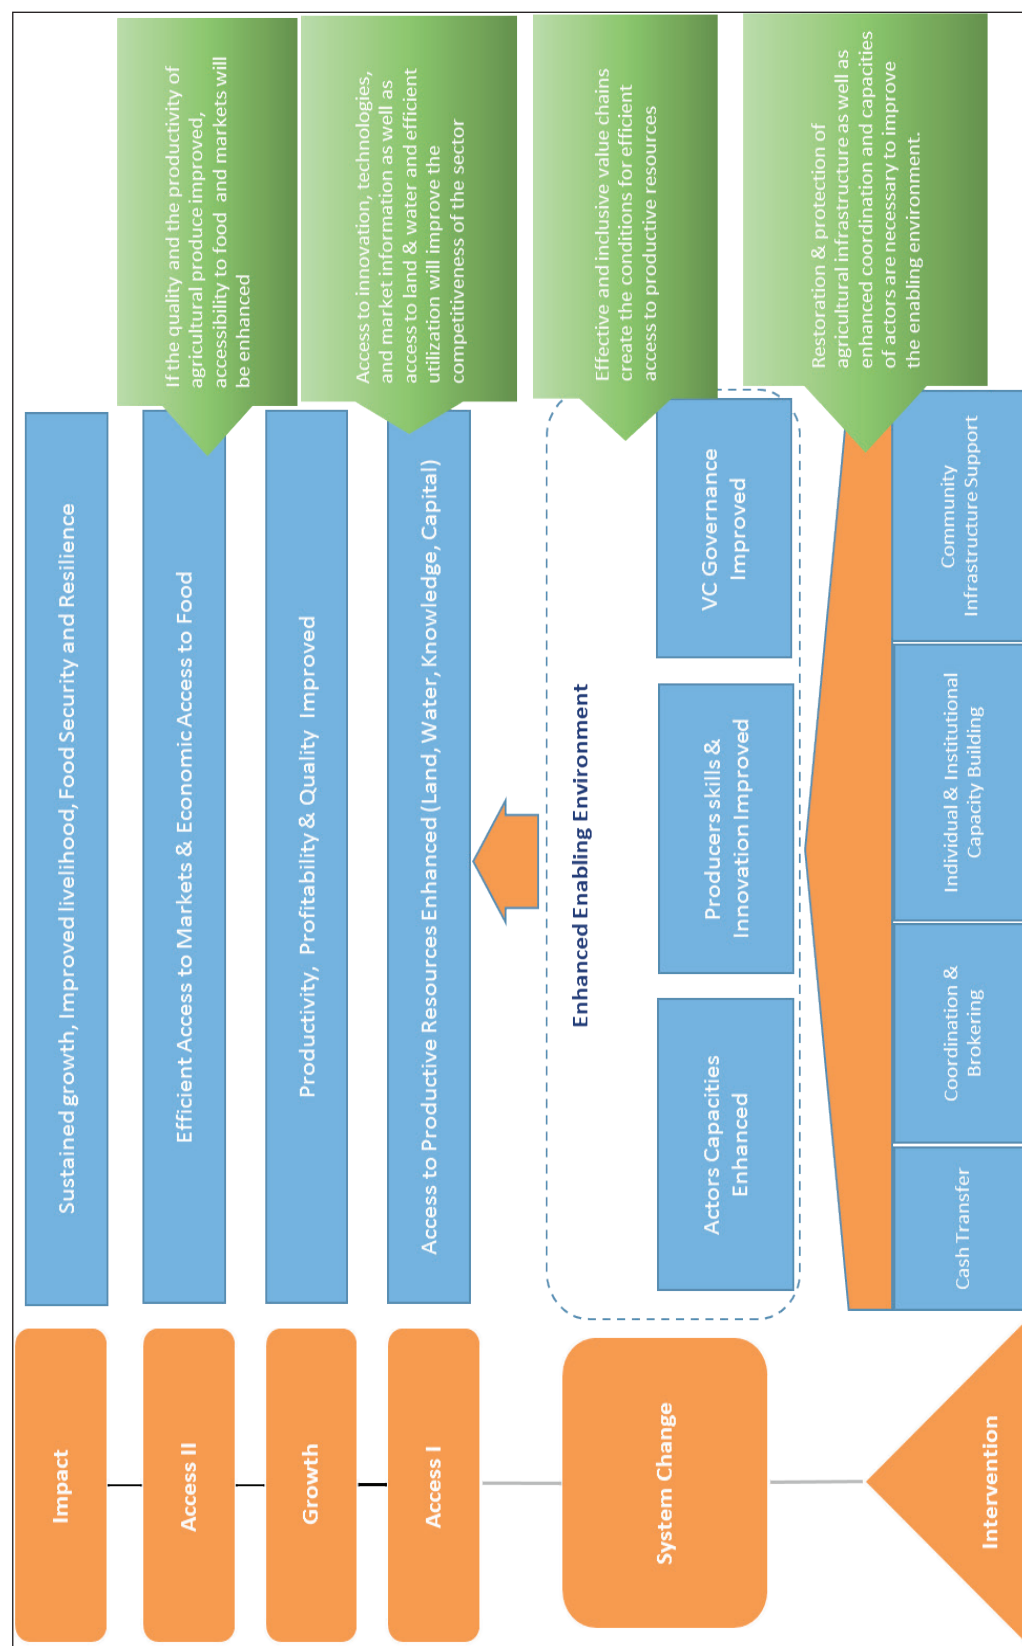 Impact
Sustained growth, Improved livelihood, Food Security and Resilience
If the quality and the productivity of
agricultural produce improved,
accessibility to food and markets will
be enhanced
Access II
Efficient Access to Markets & Economic Access to Food
Growth
Productivity, Profitability & Quality Improved
Access to innovation, technologies,
and market information as well as
access to land & water and efficient
utilization will improve the
competitiveness of the sector
Access I
Access to Productive Resources Enhanced (Land, Water, Knowledge, Capital)
System Change
Enhanced Enabling Environment
Actors Capacities
Enhanced
Producers skills &
Innovation Improved
VC Governance
Improved
Effective and inclusive value chains
create the conditions for efficient
access to productive resources
Intervention
Cash Transfer
Coordination &
Brokering
Individual & Institutional
Capacity Building
Community
Infrastructure Support
Restoration & protection of
agricultural infrastructure as well as
enhanced coordination and capacities
of actors are necessary to improve
the enabling environment.